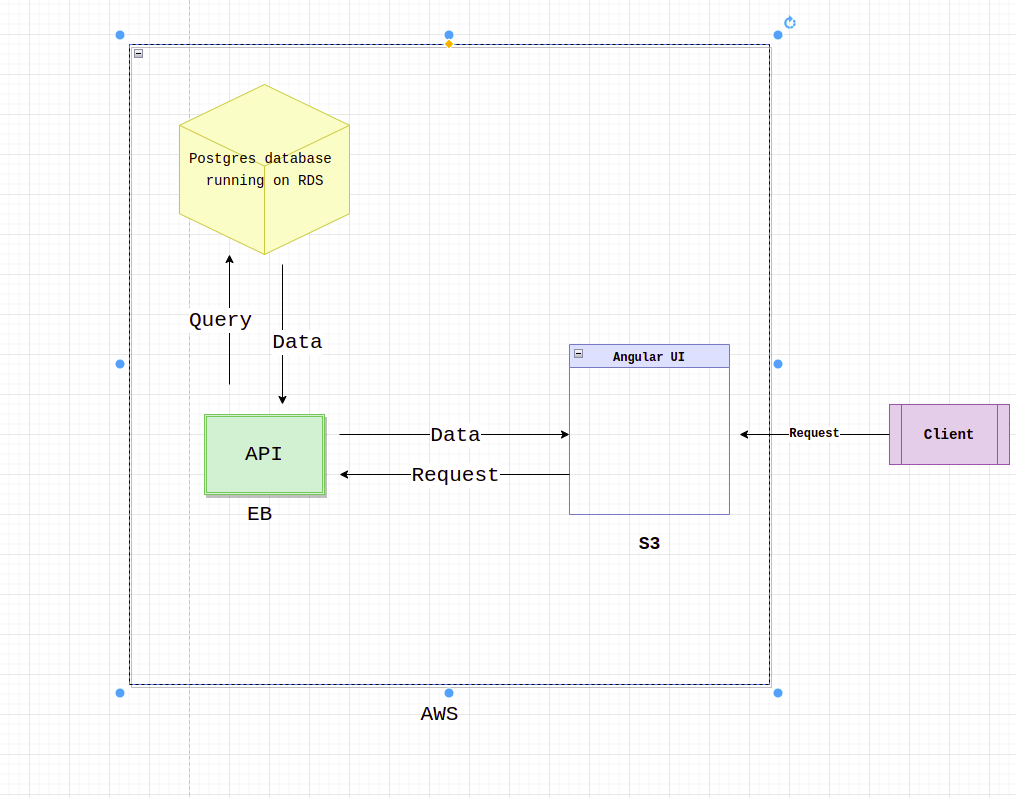 Postgres database
running on RDS
Query
Data
Angular UI
API
Data
Request
Request
Client
EB
S3
AWS